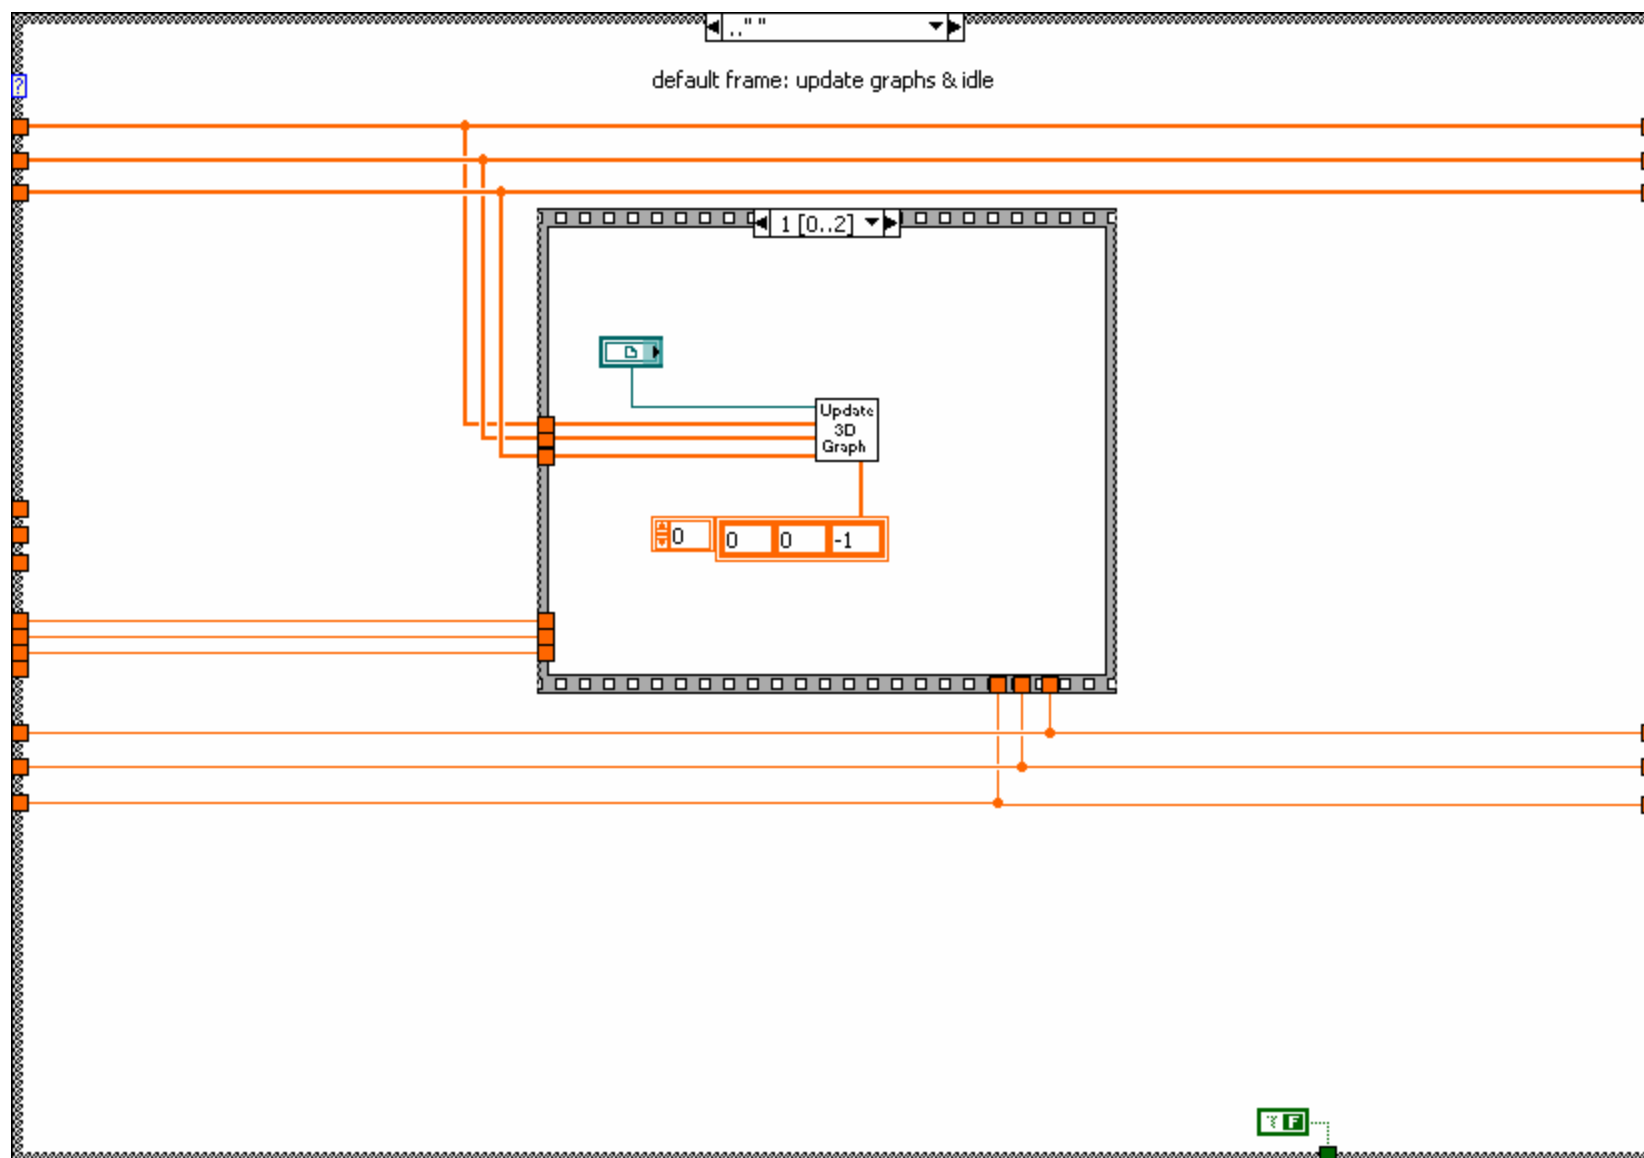 .." "
?
default frame: update graphs & idle
1 [0..2]
Update
3D
Graph
0 0 0 -1
F